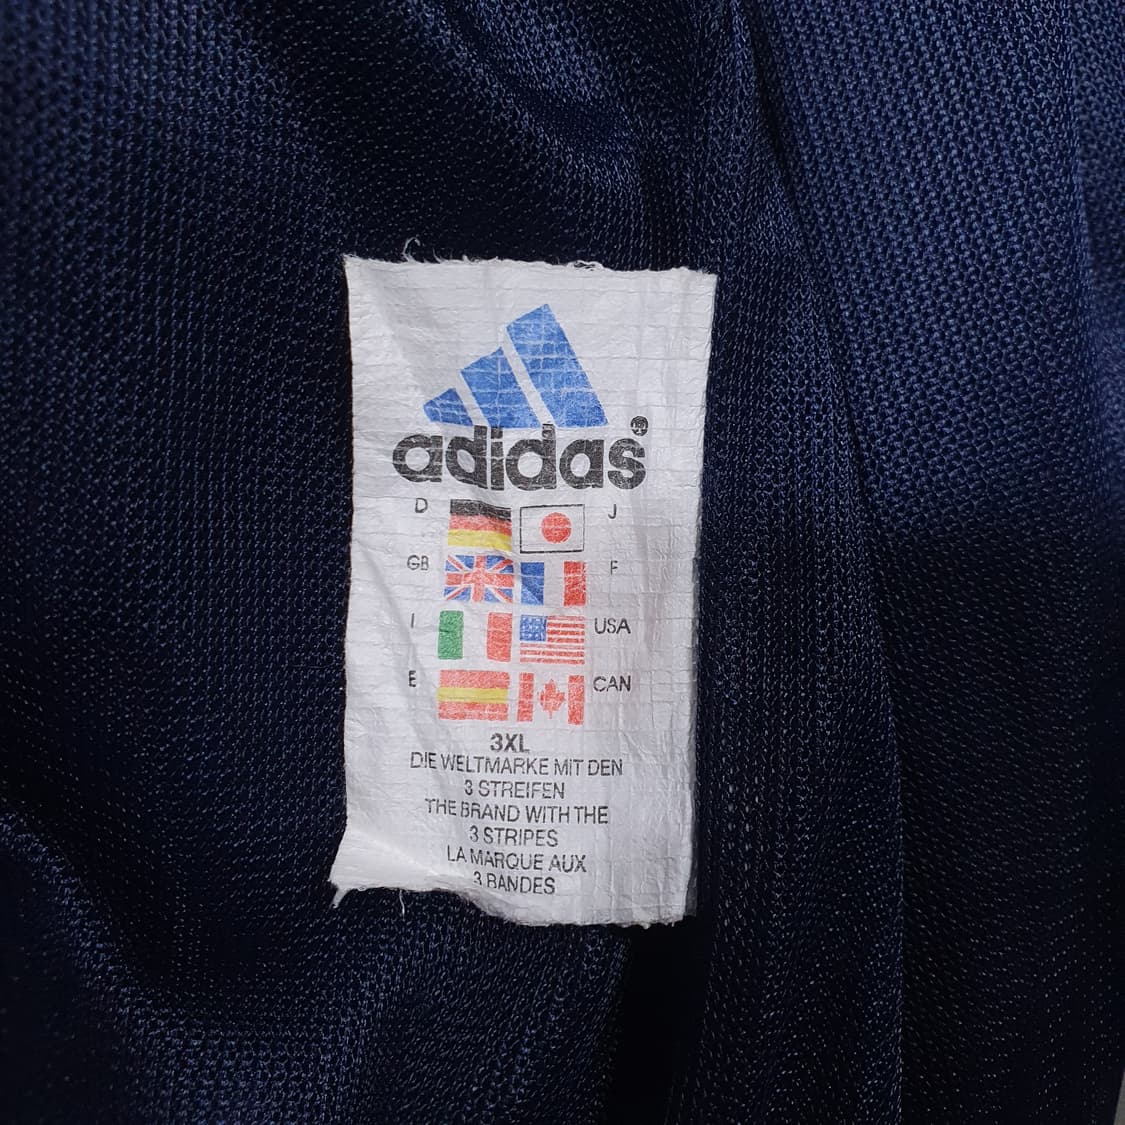 adidas®
D J
GB F
I USA
E CAN
3XL
DIE WELTMARKE MIT DEN
3 STREIFEN
THE BRAND WITH THE
3 STRIPES
LA MARQUE AUX
3 BANDES